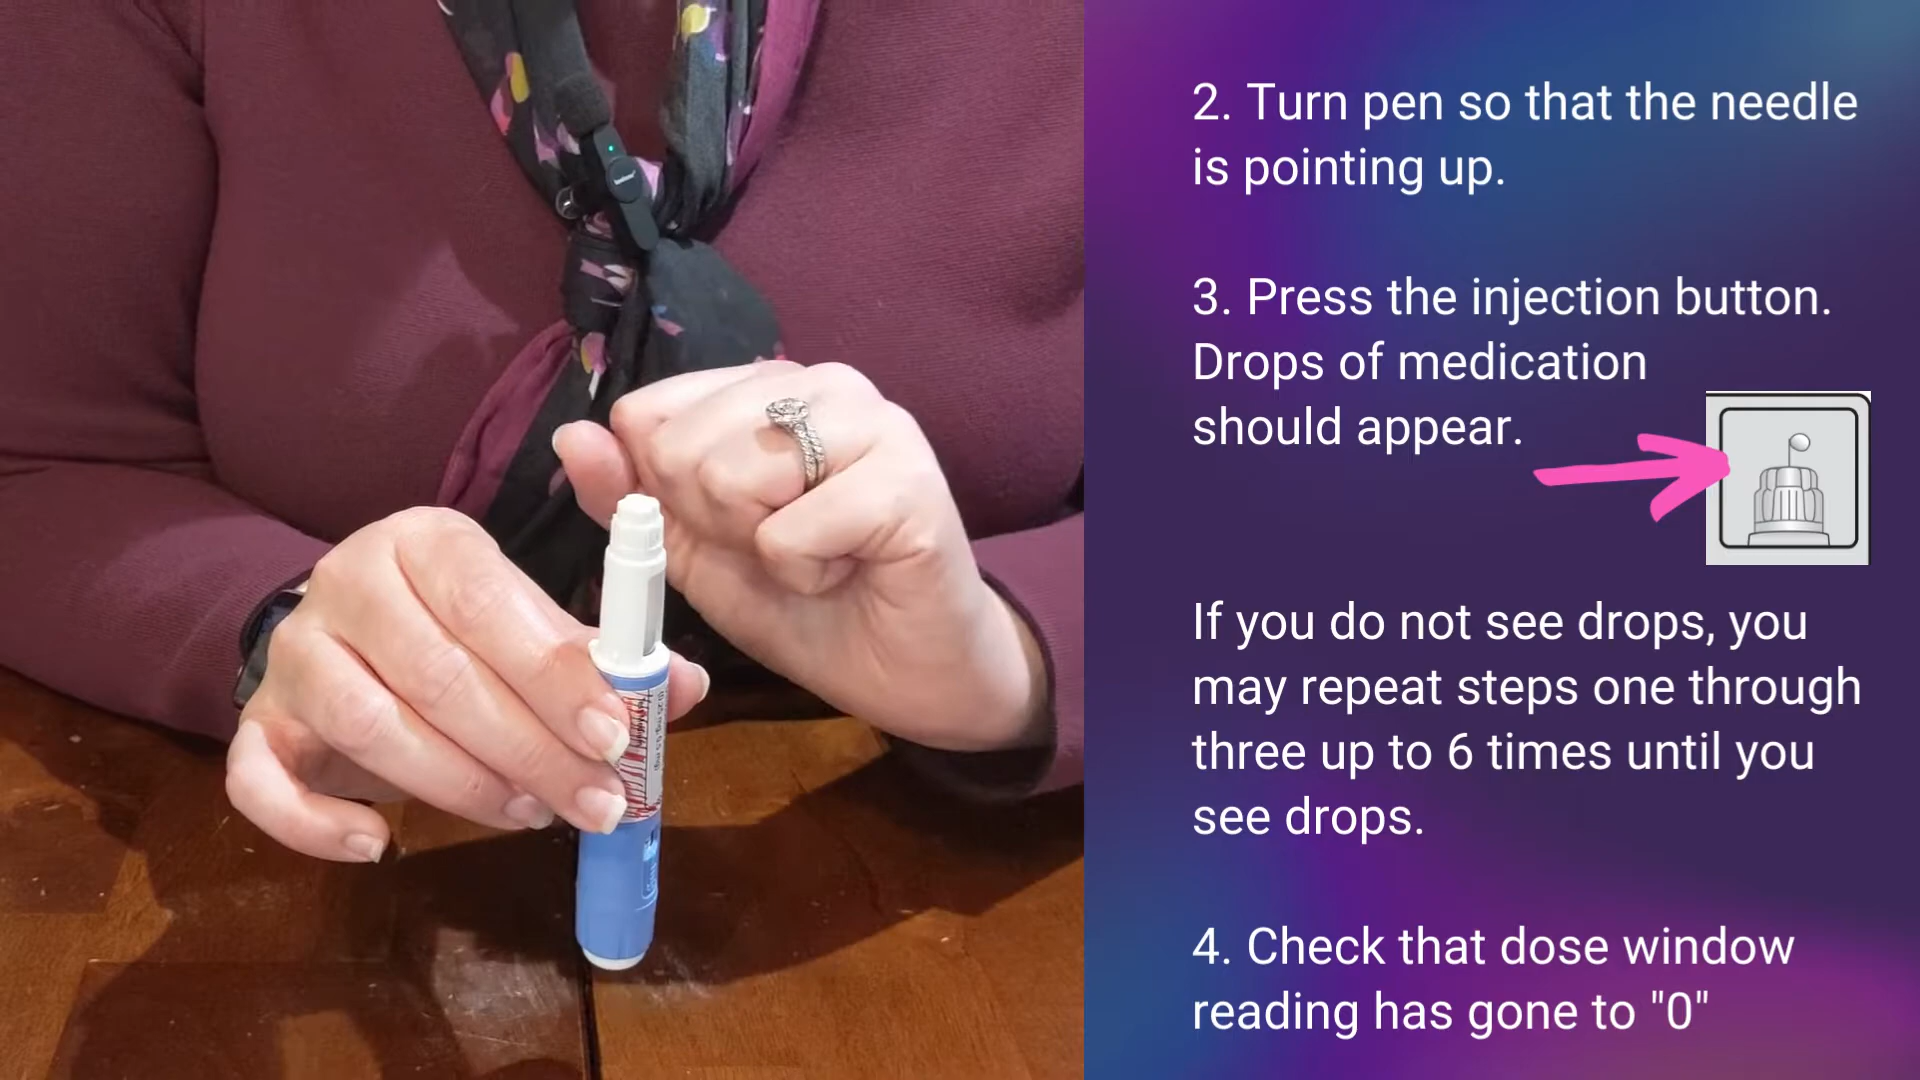 2. Turn pen so that the needle
is pointing up.
3. Press the injection button.
Drops of medication
should appear.
If you do not see drops, you
may repeat steps one through
three up to 6 times until you
see drops.
4. Check that dose window
reading has gone to "0"